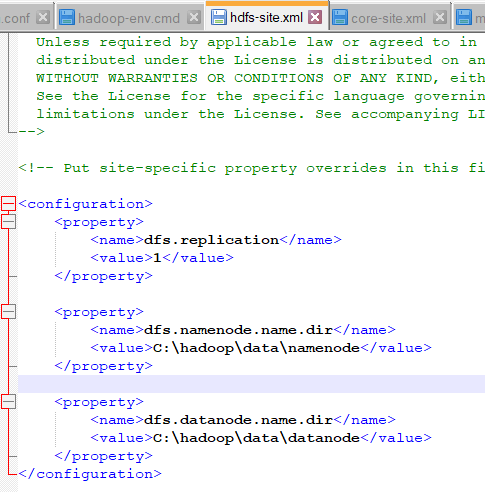 .conf hadoop-env.cmd hdfs-site.xml core-site.xml m
Unless required by applicable law or agreed to in
distributed under the License is distributed on an
WITHOUT WARRANTIES OR CONDITIONS OF ANY KIND, eith
See the License for the specific language governin
limitations under the License. See accompanying LI
-->
<!-- Put site-specific property overrides in this fi
<configuration>
<property>
<name>dfs.replication</name>
<value>1</value>
</property>
<property>
<name>dfs.namenode.name.dir</name>
<value>C:\hadoop\data\namenode</value>
</property>
<property>
<name>dfs.datanode.name.dir</name>
<value>C:\hadoop\data\datanode</value>
</property>
</configuration>